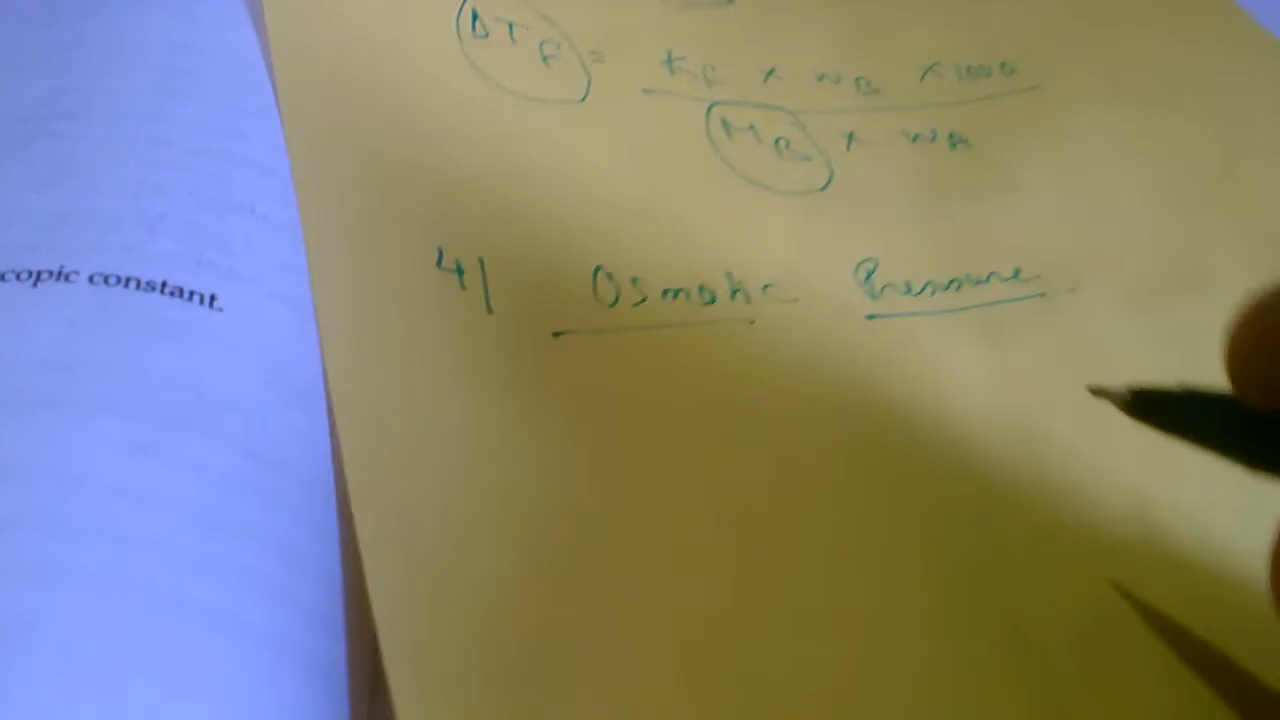 ΔTF = KF x WB x 1000
MB x WA
copic constant.
4) Osmotic Pressure